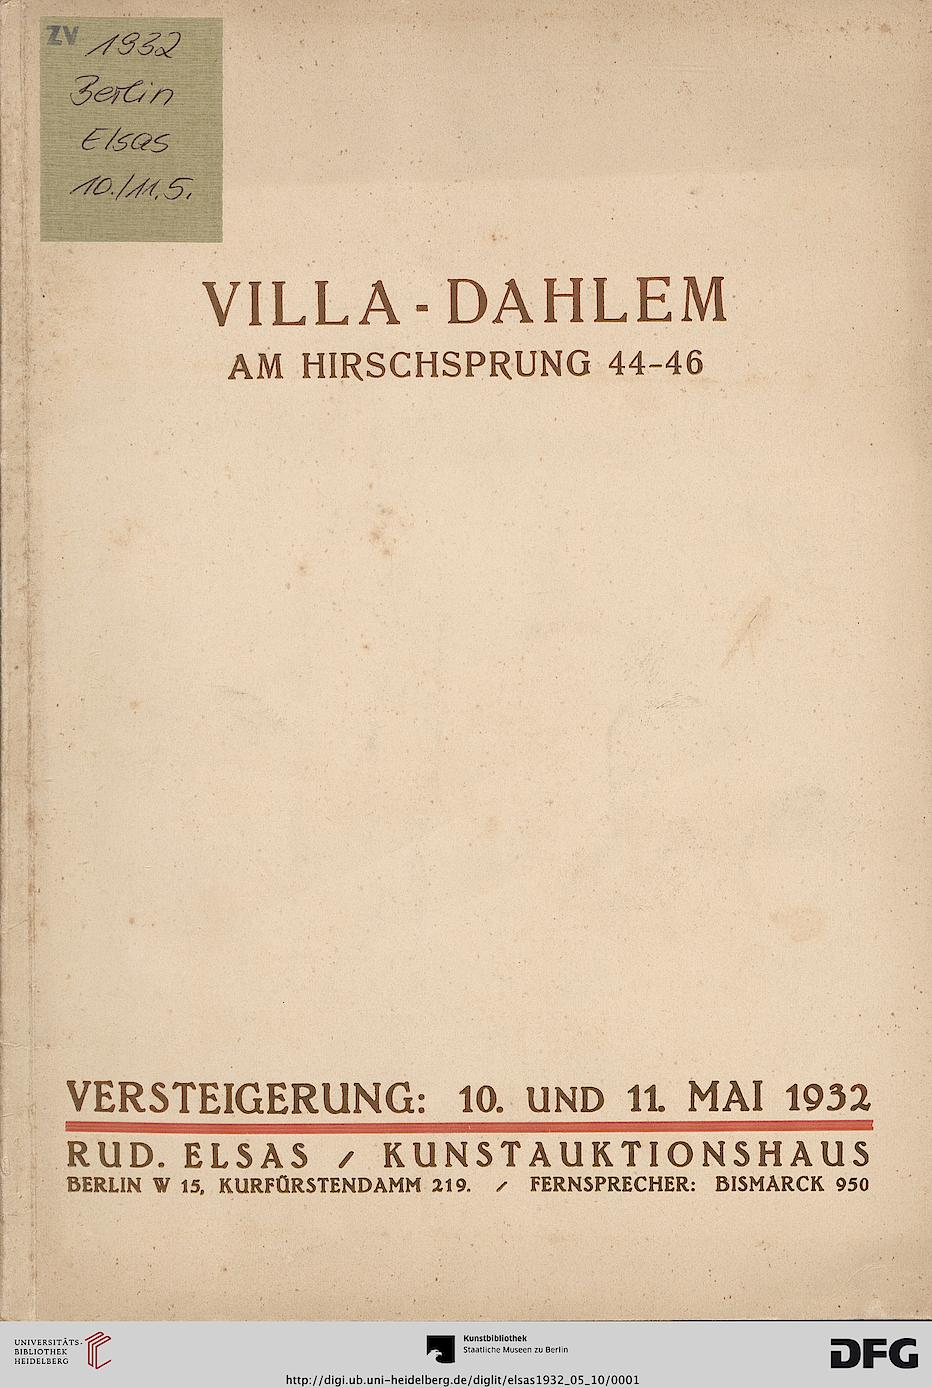 ZV 1932
Berlin
Elsas
10./11.5.
VILLA-DAHLEM
AM HIRSCHSPRUNG 44-46
VERSTEIGERUNG: 10. UND 11. MAI 1932
RUD. ELSAS / KUNSTAUKTIONSHAUS
BERLIN W 15, KURFÜRSTENDAMM 219. / FERNSPRECHER: BISMARCK 950
UNIVERSITÄTS-
BIBLIOTHEK
HEIDELBERG
Kunstbibliothek
Staatliche Museen zu Berlin
DFG
http://digi.ub.uni-heidelberg.de/diglit/elsas1932_05_10/0001